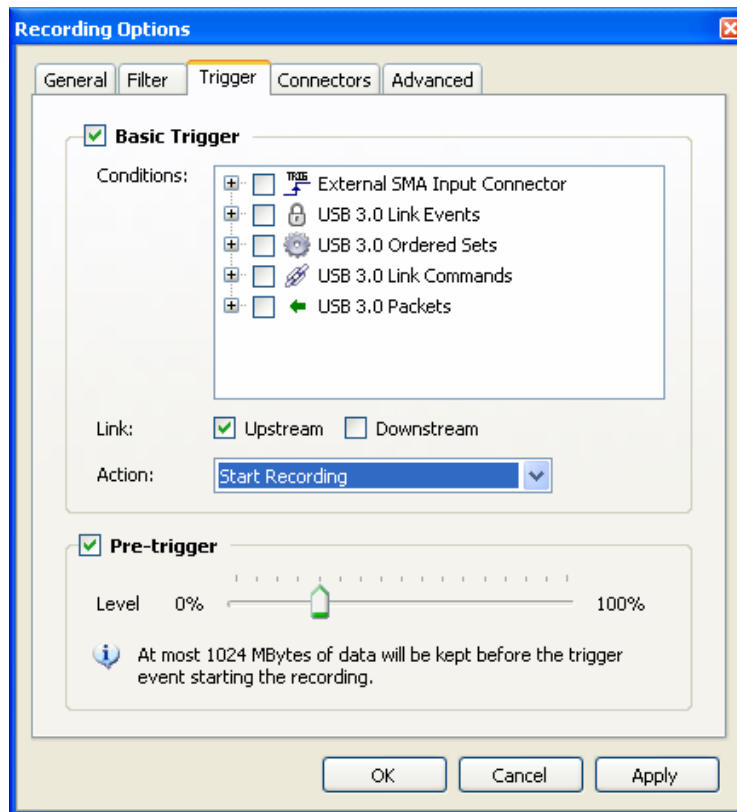 Recording Options
General Filter Trigger Connectors Advanced
Basic Trigger
Conditions:
TRIG External SMA Input Connector
USB 3.0 Link Events
USB 3.0 Ordered Sets
USB 3.0 Link Commands
USB 3.0 Packets
Link: Upstream Downstream
Action: Start Recording
Pre-trigger
Level 0% 100%
At most 1024 MBytes of data will be kept before the trigger
event starting the recording.
OK Cancel Apply